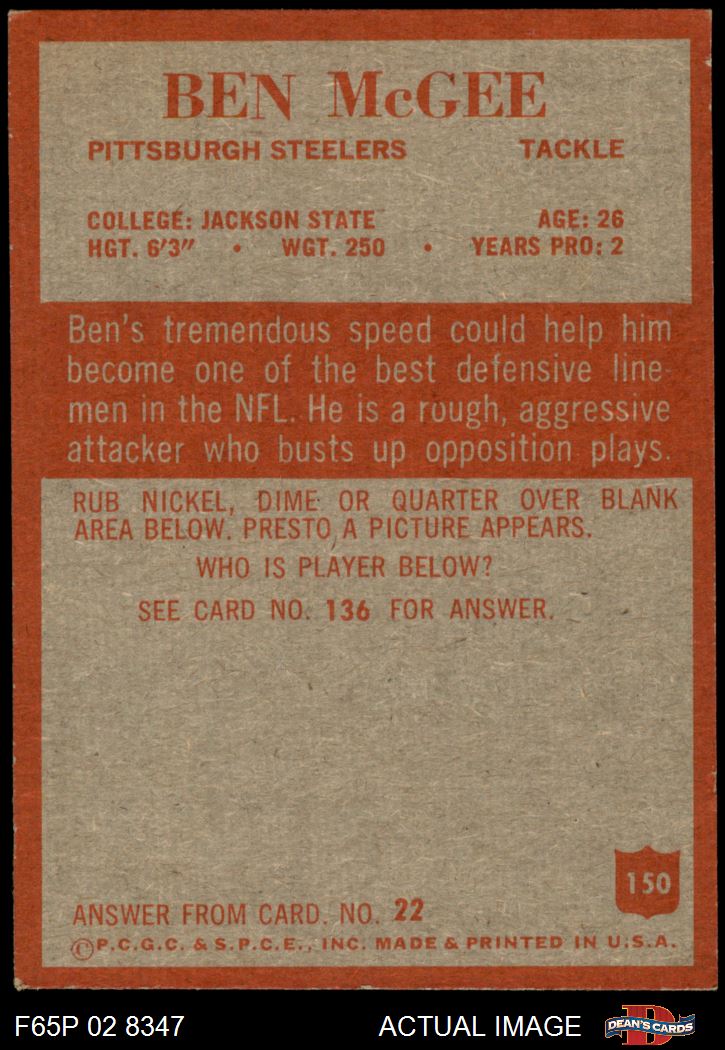 BEN McGEE
PITTSBURGH STEELERS TACKLE
COLLEGE: JACKSON STATE AGE: 26
HGT. 6'3" • WGT. 250 • YEARS PRO: 2
Ben's tremendous speed could help him
become one of the best defensive line-
men in the NFL. He is a rough, aggressive
attacker who busts up opposition plays.
RUB NICKEL, DIME OR QUARTER OVER BLANK
AREA BELOW. PRESTO, A PICTURE APPEARS.
WHO IS PLAYER BELOW?
SEE CARD NO. 136 FOR ANSWER.
150
ANSWER FROM CARD. NO. 22
©P.C.G.C. & S.P.C.E., INC. MADE & PRINTED IN U.S.A.
F65P 02 8347 ACTUAL IMAGE DEAN'S CARDS